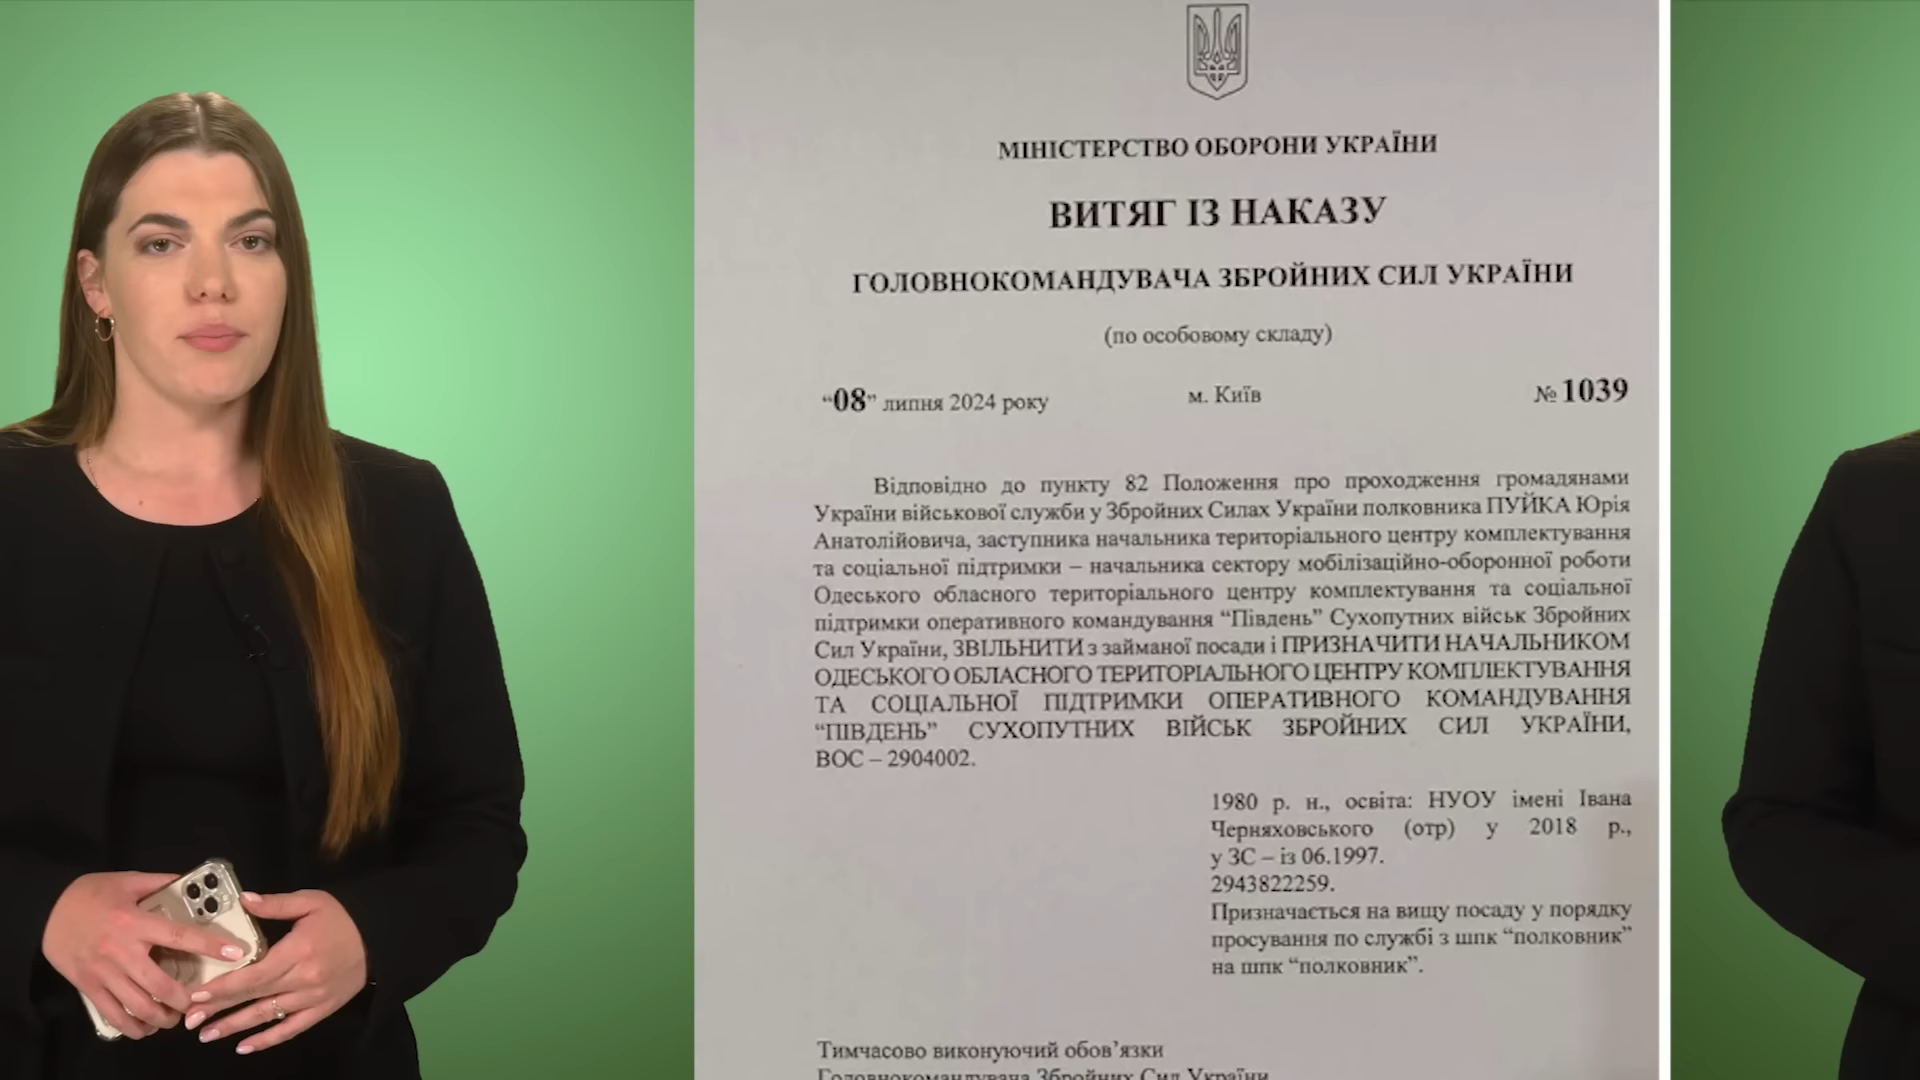 МІНІСТЕРСТВО ОБОРОНИ УКРАЇНИ
ВИТЯГ ІЗ НАКАЗУ
ГОЛОВНОКОМАНДУВАЧА ЗБРОЙНИХ СИЛ УКРАЇНИ
(по особовому складу)
“08” липня 2024 року м. Київ № 1039
Відповідно до пункту 82 Положення про проходження громадянами
України військової служби у Збройних Силах України полковника ПУЙКА Юрія
Анатолійовича, заступника начальника територіального центру комплектування
та соціальної підтримки – начальника сектору мобілізаційно-оборонної роботи
Одеського обласного територіального центру комплектування та соціальної
підтримки оперативного командування “Південь” Сухопутних військ Збройних
Сил України, ЗВІЛЬНИТИ з займаної посади і ПРИЗНАЧИТИ НАЧАЛЬНИКОМ
ОДЕСЬКОГО ОБЛАСНОГО ТЕРИТОРІАЛЬНОГО ЦЕНТРУ КОМПЛЕКТУВАННЯ
ТА СОЦІАЛЬНОЇ ПІДТРИМКИ ОПЕРАТИВНОГО КОМАНДУВАННЯ
“ПІВДЕНЬ” СУХОПУТНИХ ВІЙСЬК ЗБРОЙНИХ СИЛ УКРАЇНИ,
ВОС – 2904002.
1980 р. н., освіта: НУОУ імені Івана
Черняховського (отр) у 2018 р.,
у ЗС – із 06.1997.
2943822259.
Призначається на вищу посаду у порядку
просування по службі з шпк “полковник”
на шпк “полковник”.
Тимчасово виконуючий обов’язки
Головнокомандувача Збройних Сил України